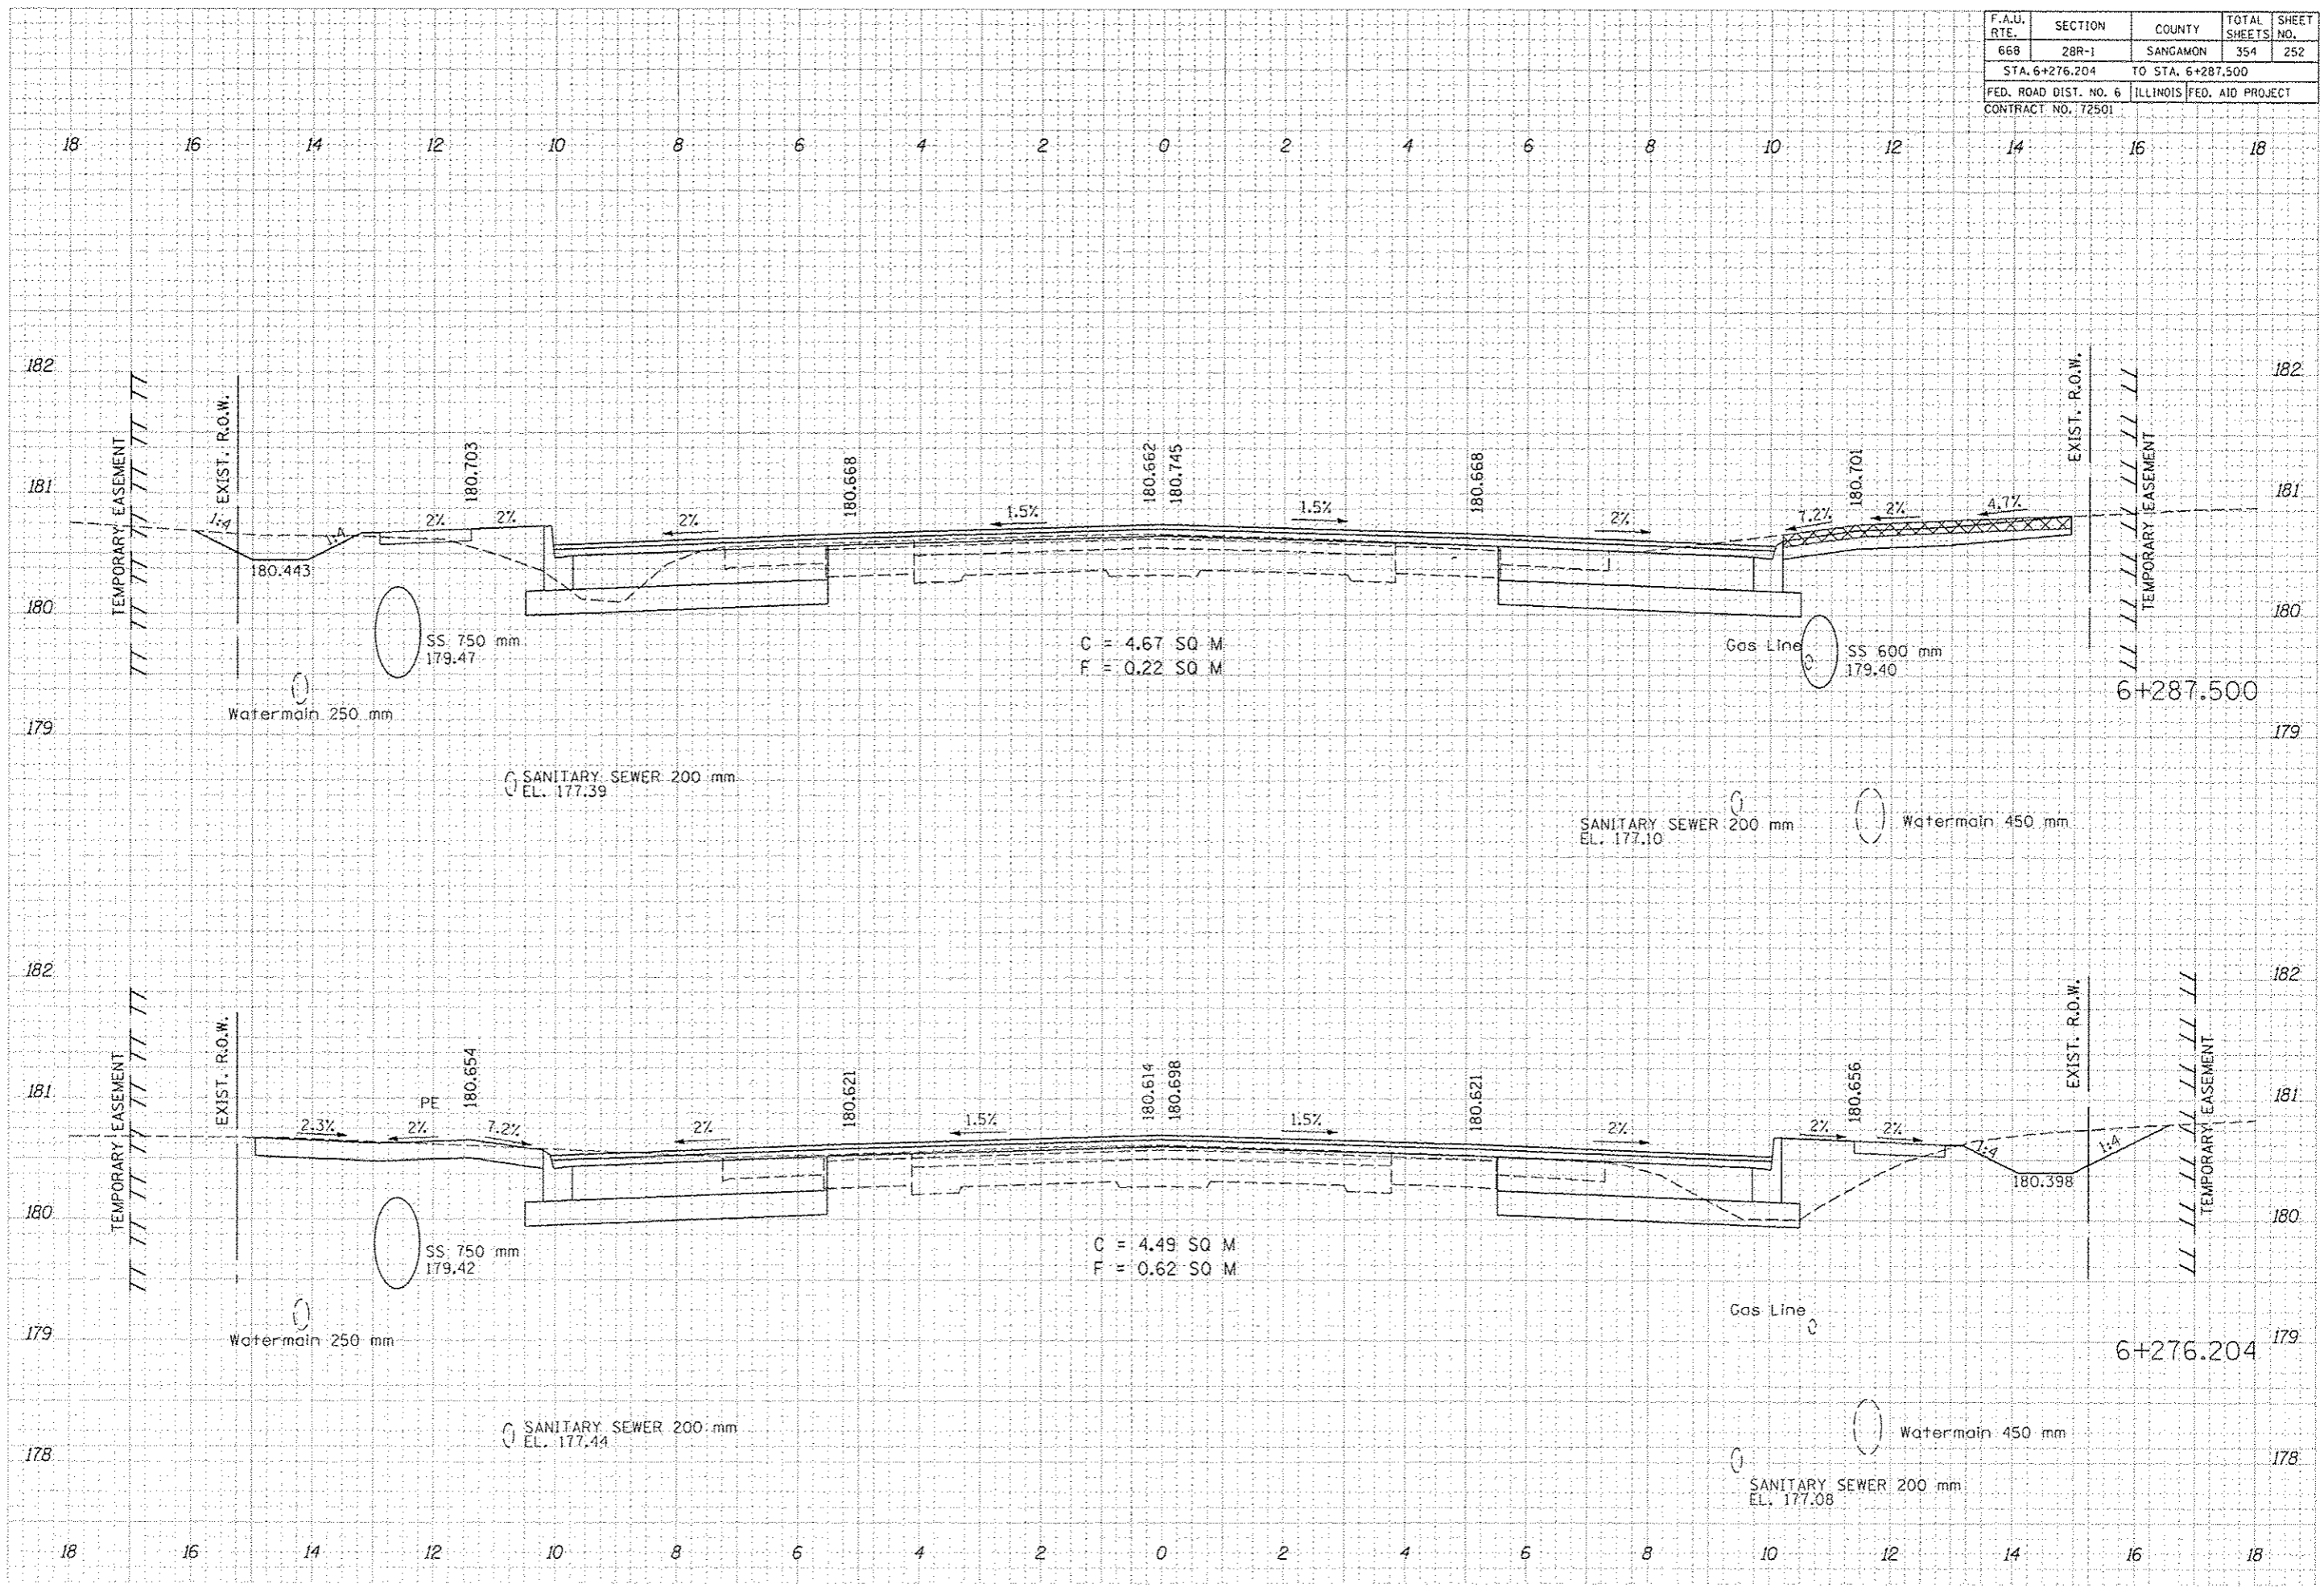 F.A.U. RTE. SECTION COUNTY TOTAL SHEETS SHEET NO.
668 28R-1 SANGAMON 354 252
STA. 6+276.204 TO STA. 6+287.500
FED. ROAD DIST. NO. 6 ILLINOIS FED. AID PROJECT
CONTRACT NO. 72501
18 16 14 12 10 8 6 4 2 0 2 4 6 8 10 12 14 16 18
182 182
181 181
180 180
179 179
TEMPORARY EASEMENT
EXIST. R.O.W.
1:4
180.443
1:4
2%
180.703
2%
2%
180.668
1.5%
180.662
180.745
1.5%
180.668
2%
7.2%
180.701
2%
4.7%
EXIST. R.O.W.
TEMPORARY EASEMENT
SS 750 mm
179.47
Watermain 250 mm
C = 4.67 SQ M
F = 0.22 SQ M
Gas Line
SS 600 mm
179.40
6+287.500
SANITARY SEWER 200 mm
EL. 177.39
SANITARY SEWER 200 mm
EL. 177.10
Watermain 450 mm
182 182
181 181
180 180
179 179
178 178
TEMPORARY EASEMENT
EXIST. R.O.W.
2.3%
PE
2%
180.654
7.2%
2%
180.621
1.5%
180.614
180.698
1.5%
180.621
2%
2%
180.656
2%
1:4
180.398
1:4
EXIST. R.O.W.
TEMPORARY EASEMENT
SS 750 mm
179.42
Watermain 250 mm
C = 4.49 SQ M
F = 0.62 SQ M
Gas Line
6+276.204
SANITARY SEWER 200 mm
EL. 177.44
Watermain 450 mm
SANITARY SEWER 200 mm
EL. 177.08
18 16 14 12 10 8 6 4 2 0 2 4 6 8 10 12 14 16 18